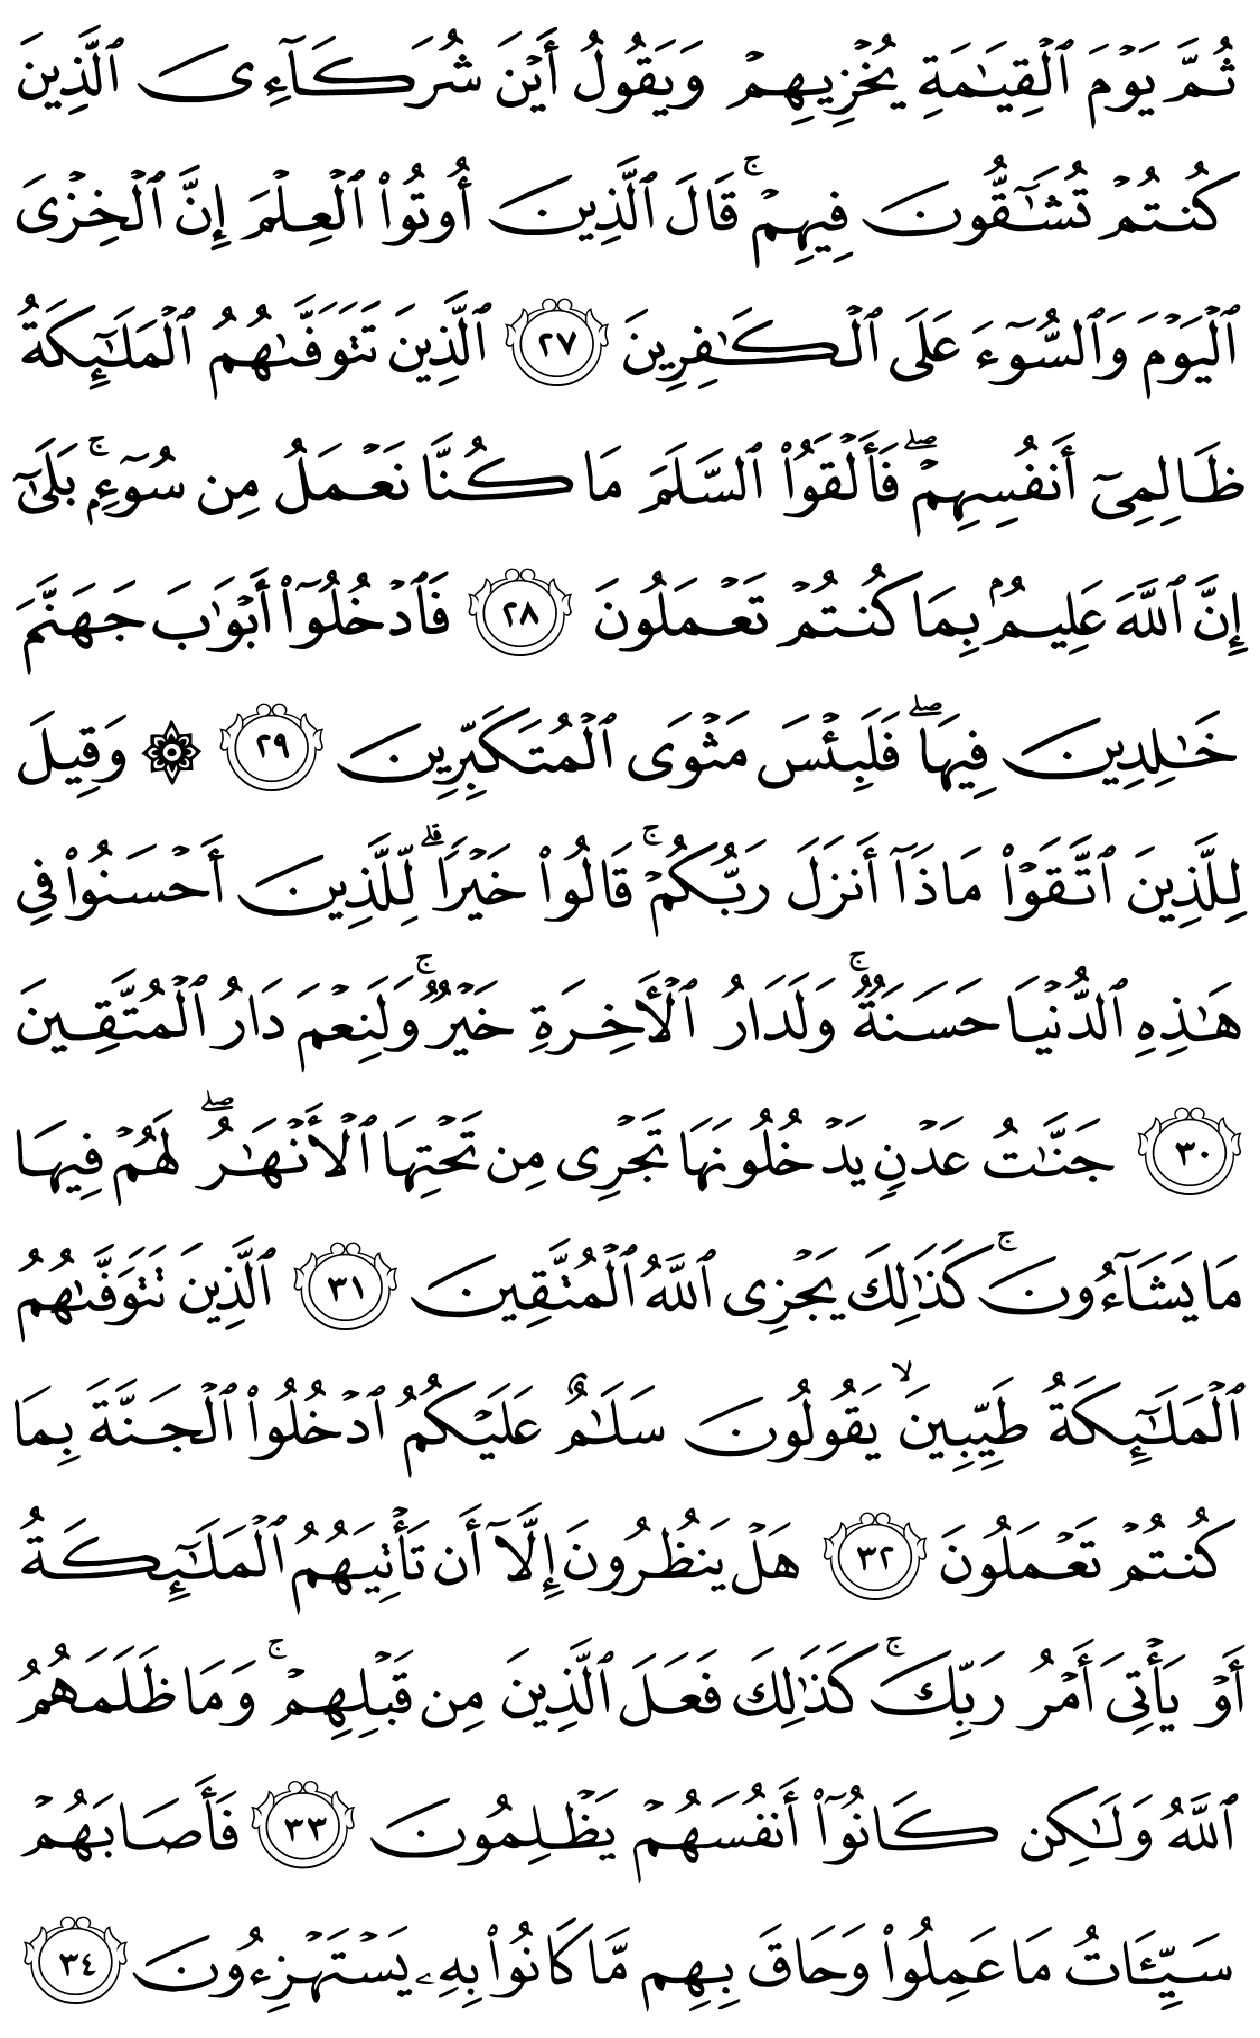 ثُمَّ يَوْمَ ٱلْقِيَـٰمَةِ يُخْزِيهِمْ وَيَقُولُ أَيْنَ شُرَكَآءِىَ ٱلَّذِينَ
كُنتُمْ تُشَـٰٓقُّونَ فِيهِمْ ۚ قَالَ ٱلَّذِينَ أُوتُوا۟ ٱلْعِلْمَ إِنَّ ٱلْخِزْىَ
ٱلْيَوْمَ وَٱلسُّوٓءَ عَلَى ٱلْكَـٰفِرِينَ ٢٧ ٱلَّذِينَ تَتَوَفَّىٰهُمُ ٱلْمَلَـٰٓئِكَةُ
ظَالِمِىٓ أَنفُسِهِمْ ۖ فَأَلْقَوُا۟ ٱلسَّلَمَ مَا كُنَّا نَعْمَلُ مِن سُوٓءٍۭ ۚ بَلَىٰٓ
إِنَّ ٱللَّهَ عَلِيمٌۢ بِمَا كُنتُمْ تَعْمَلُونَ ٢٨ فَٱدْخُلُوٓا۟ أَبْوَٰبَ جَهَنَّمَ
خَـٰلِدِينَ فِيهَا ۖ فَلَبِئْسَ مَثْوَى ٱلْمُتَكَبِّرِينَ ٢٩ ۞ وَقِيلَ
لِلَّذِينَ ٱتَّقَوْا۟ مَاذَآ أَنزَلَ رَبُّكُمْ ۚ قَالُوا۟ خَيْرًا ۗ لِّلَّذِينَ أَحْسَنُوا۟ فِى
هَـٰذِهِ ٱلدُّنْيَا حَسَنَةٌ ۚ وَلَدَارُ ٱلْـَٔاخِرَةِ خَيْرٌ ۚ وَلَنِعْمَ دَارُ ٱلْمُتَّقِينَ
٣٠ جَنَّـٰتُ عَدْنٍ يَدْخُلُونَهَا تَجْرِى مِن تَحْتِهَا ٱلْأَنْهَـٰرُ ۖ لَهُمْ فِيهَا
مَا يَشَآءُونَ ۚ كَذَٰلِكَ يَجْزِى ٱللَّهُ ٱلْمُتَّقِينَ ٣١ ٱلَّذِينَ تَتَوَفَّىٰهُمُ
ٱلْمَلَـٰٓئِكَةُ طَيِّبِينَ ۙ يَقُولُونَ سَلَـٰمٌ عَلَيْكُمُ ٱدْخُلُوا۟ ٱلْجَنَّةَ بِمَا
كُنتُمْ تَعْمَلُونَ ٣٢ هَلْ يَنظُرُونَ إِلَّآ أَن تَأْتِيَهُمُ ٱلْمَلَـٰٓئِكَةُ
أَوْ يَأْتِىَ أَمْرُ رَبِّكَ ۚ كَذَٰلِكَ فَعَلَ ٱلَّذِينَ مِن قَبْلِهِمْ ۚ وَمَا ظَلَمَهُمُ
ٱللَّهُ وَلَـٰكِن كَانُوٓا۟ أَنفُسَهُمْ يَظْلِمُونَ ٣٣ فَأَصَابَهُمْ
سَيِّـَٔاتُ مَا عَمِلُوا۟ وَحَاقَ بِهِم مَّا كَانُوا۟ بِهِۦ يَسْتَهْزِءُونَ ٣٤